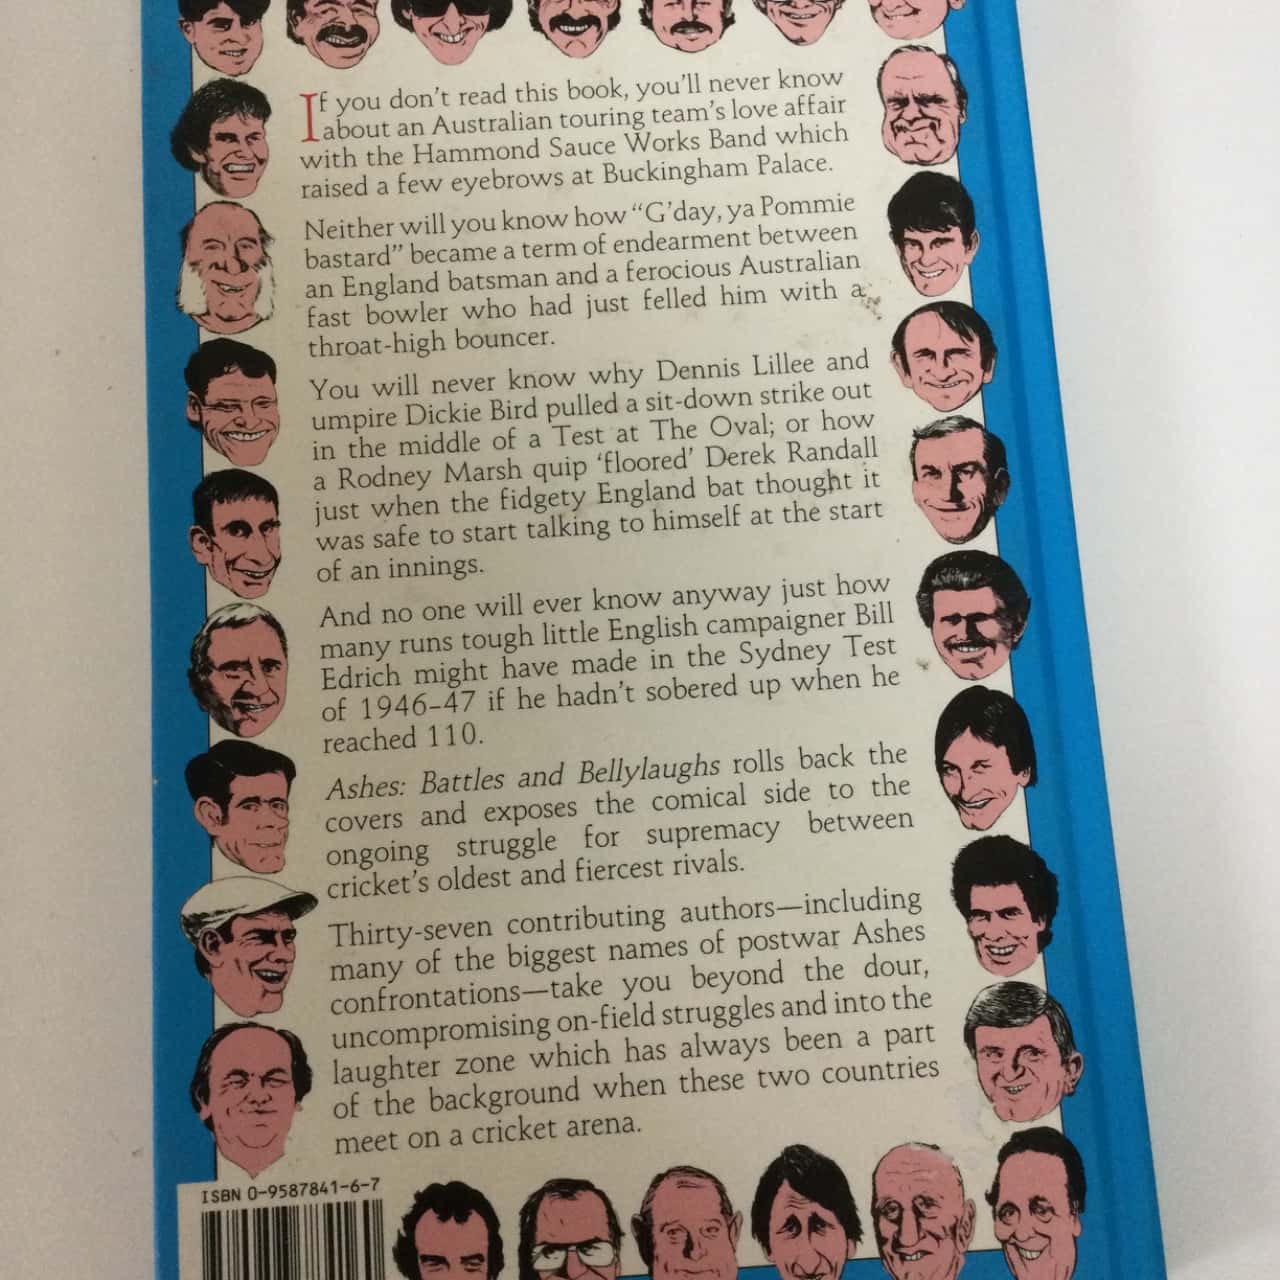 If you don't read this book, you'll never know
about an Australian touring team's love affair
with the Hammond Sauce Works Band which
raised a few eyebrows at Buckingham Palace.
Neither will you know how “G'day, ya Pommie
bastard” became a term of endearment between
an England batsman and a ferocious Australian
fast bowler who had just felled him with a
throat-high bouncer.
You will never know why Dennis Lillee and
umpire Dickie Bird pulled a sit-down strike out
in the middle of a Test at The Oval; or how
a Rodney Marsh quip ‘floored’ Derek Randall
just when the fidgety England bat thought it
was safe to start talking to himself at the start
of an innings.
And no one will ever know anyway just how
many runs tough little English campaigner Bill
Edrich might have made in the Sydney Test
of 1946–47 if he hadn't sobered up when he
reached 110.
Ashes: Battles and Bellylaughs rolls back the
covers and exposes the comical side to the
ongoing struggle for supremacy between
cricket's oldest and fiercest rivals.
Thirty-seven contributing authors—including
many of the biggest names of postwar Ashes
confrontations—take you beyond the dour,
uncompromising on-field struggles and into the
laughter zone which has always been a part
of the background when these two countries
meet on a cricket arena.
ISBN 0-9587841-6-7